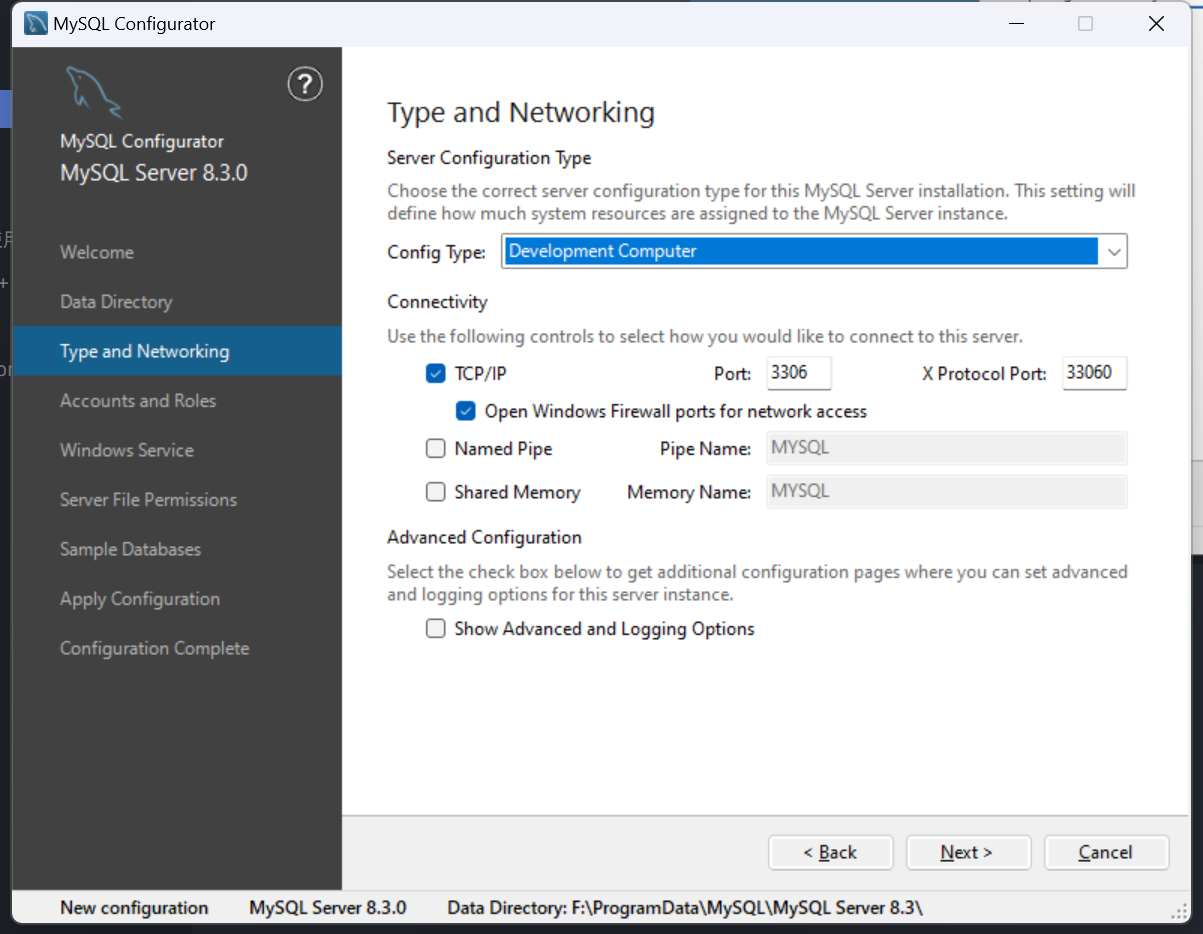 MySQL Configurator
?
MySQL Configurator
MySQL Server 8.3.0
Welcome
Data Directory
Type and Networking
Accounts and Roles
Windows Service
Server File Permissions
Sample Databases
Apply Configuration
Configuration Complete
Type and Networking
Server Configuration Type
Choose the correct server configuration type for this MySQL Server installation. This setting will
define how much system resources are assigned to the MySQL Server instance.
Config Type: Development Computer
Connectivity
Use the following controls to select how you would like to connect to this server.
TCP/IP Port: 3306 X Protocol Port: 33060
Open Windows Firewall ports for network access
Named Pipe Pipe Name: MYSQL
Shared Memory Memory Name: MYSQL
Advanced Configuration
Select the check box below to get additional configuration pages where you can set advanced
and logging options for this server instance.
Show Advanced and Logging Options
< Back Next > Cancel
New configuration MySQL Server 8.3.0 Data Directory: F:\ProgramData\MySQL\MySQL Server 8.3\